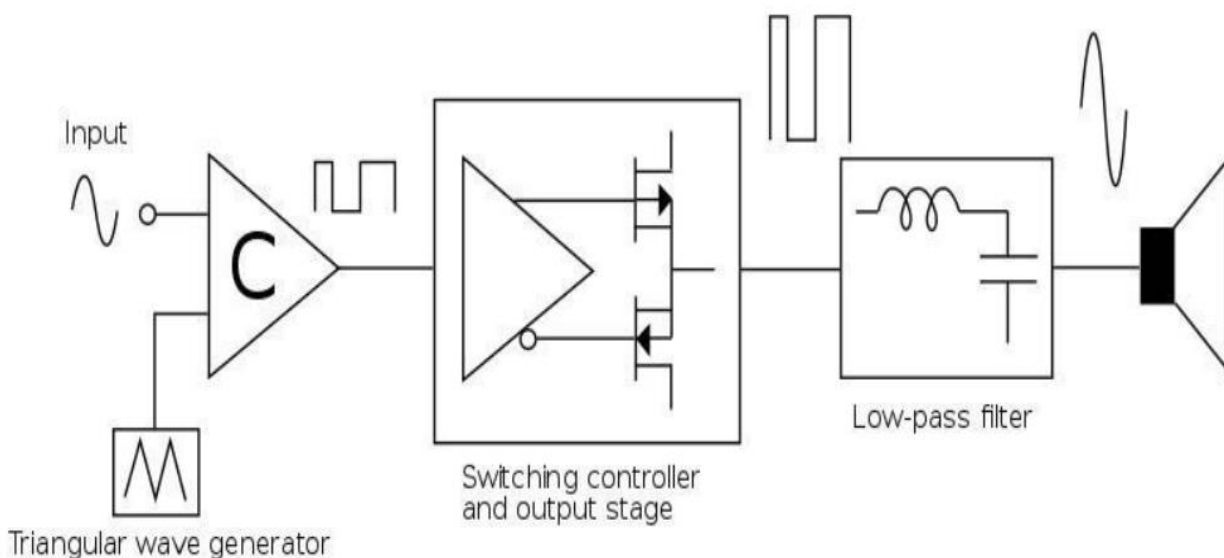 Input
C
Switching controller
and output stage
Low-pass filter
Triangular wave generator